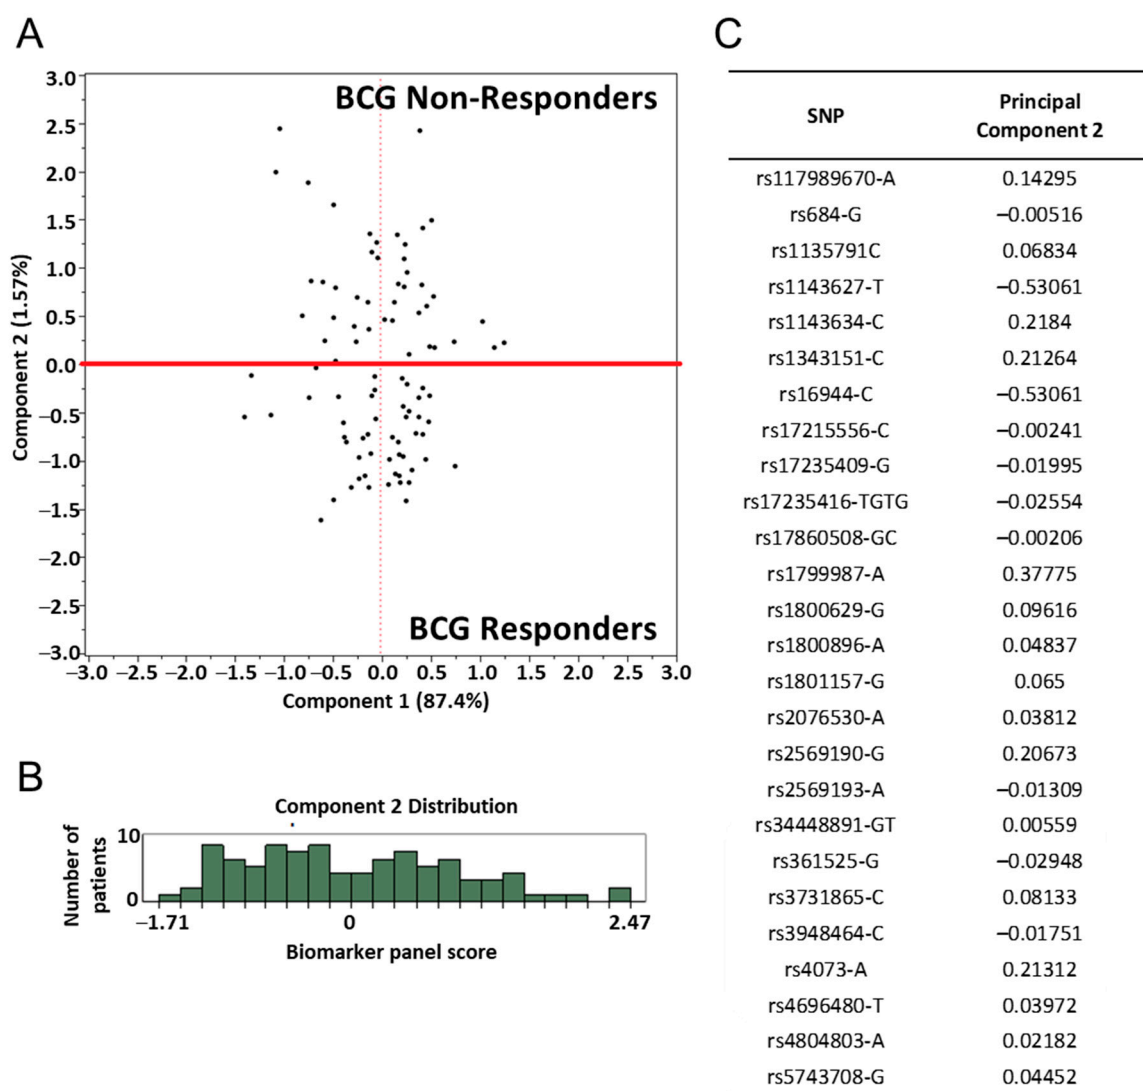 A
BCG Non-Responders
3.0
2.5
2.0
1.5
1.0
0.5
0.0
−0.5
−1.0
−1.5
−2.0
−2.5
−3.0
Component 2 (1.57%)
BCG Responders
−3.0 −2.5 −2.0 −1.5 −1.0 −0.5 0.0 0.5 1.0 1.5 2.0 2.5 3.0
Component 1 (87.4%)
B
Component 2 Distribution
Number of
patients
10
0
−1.71 0 2.47
Biomarker panel score
C
SNP Principal
Component 2
rs117989670-A 0.14295
rs684-G −0.00516
rs1135791C 0.06834
rs1143627-T −0.53061
rs1143634-C 0.2184
rs1343151-C 0.21264
rs16944-C −0.53061
rs17215556-C −0.00241
rs17235409-G −0.01995
rs17235416-TGTG −0.02554
rs17860508-GC −0.00206
rs1799987-A 0.37775
rs1800629-G 0.09616
rs1800896-A 0.04837
rs1801157-G 0.065
rs2076530-A 0.03812
rs2569190-G 0.20673
rs2569193-A −0.01309
rs34448891-GT 0.00559
rs361525-G −0.02948
rs3731865-C 0.08133
rs3948464-C −0.01751
rs4073-A 0.21312
rs4696480-T 0.03972
rs4804803-A 0.02182
rs5743708-G 0.04452